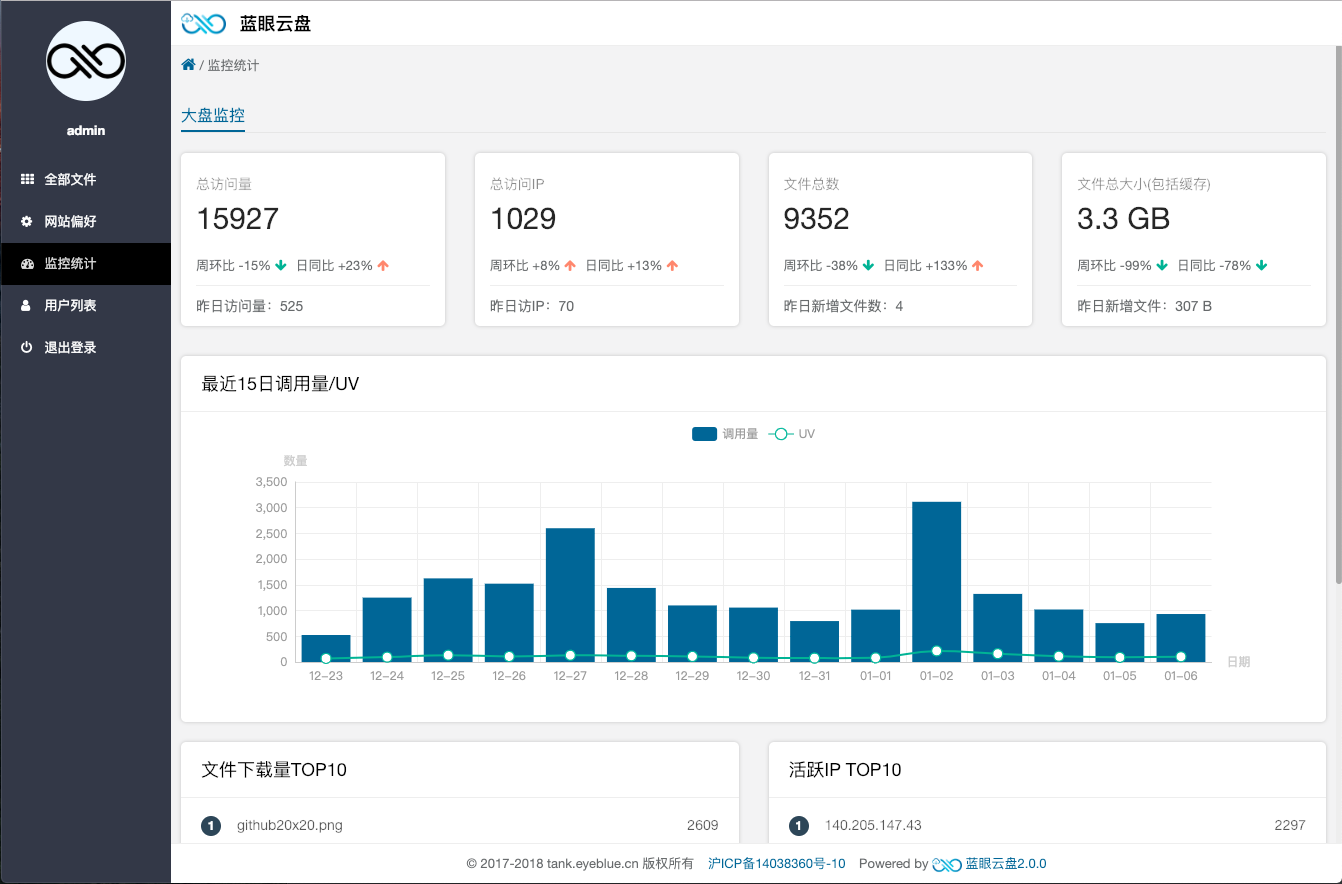 蓝眼云盘
admin
全部文件
网站偏好
监控统计
用户列表
退出登录
/ 监控统计
大盘监控
总访问量
15927
周环比 -15% 日同比 +23%
昨日访问量：525
总访问IP
1029
周环比 +8% 日同比 +13%
昨日访IP：70
文件总数
9352
周环比 -38% 日同比 +133%
昨日新增文件数：4
文件总大小(包括缓存)
3.3 GB
周环比 -99% 日同比 -78%
昨日新增文件：307 B
最近15日调用量/UV
调用量 UV
数量
3,500
3,000
2,500
2,000
1,500
1,000
500
0
12-23 12-24 12-25 12-26 12-27 12-28 12-29 12-30 12-31 01-01 01-02 01-03 01-04 01-05 01-06
日期
文件下载量TOP10
1 github20x20.png 2609
活跃IP TOP10
1 140.205.147.43 2297
© 2017-2018 tank.eyeblue.cn 版权所有 沪ICP备14038360号-10 Powered by 蓝眼云盘2.0.0